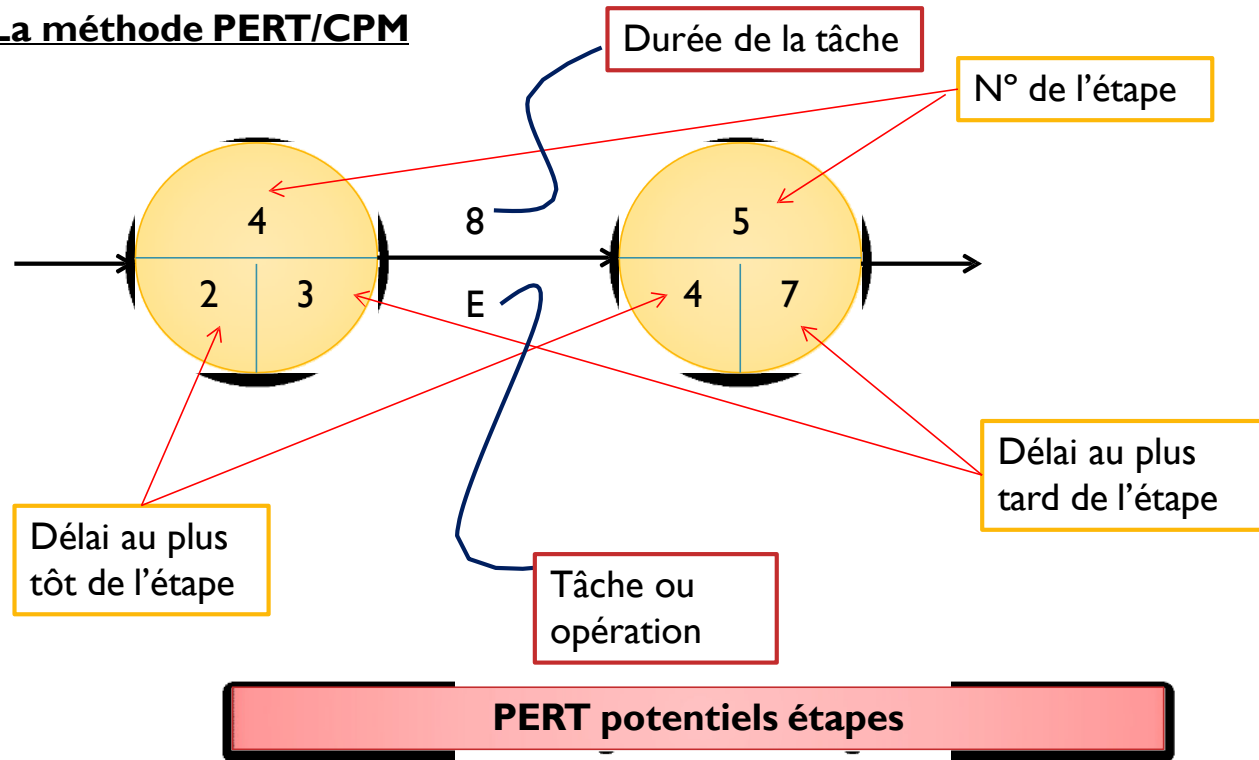 La méthode PERT/CPM
Durée de la tâche
N° de l'étape
4
8
5
2
3
E
4
7
Délai au plus
tôt de l'étape
Délai au plus
tard de l'étape
Tâche ou
opération
PERT potentiels étapes